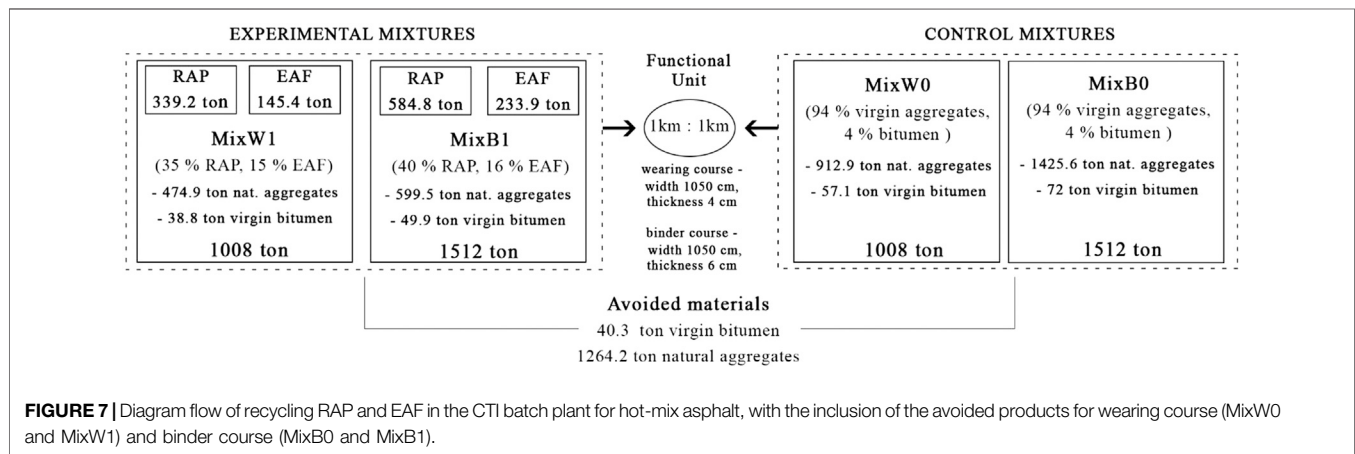 EXPERIMENTAL MIXTURES
RAP
339.2 ton
EAF
145.4 ton
MixW1
(35 % RAP, 15 % EAF)
- 474.9 ton nat. aggregates
- 38.8 ton virgin bitumen
1008 ton
RAP
584.8 ton
EAF
233.9 ton
MixB1
(40 % RAP, 16 % EAF)
- 599.5 ton nat. aggregates
- 49.9 ton virgin bitumen
1512 ton
Functional
Unit
1km : 1km
wearing course -
width 1050 cm,
thickness 4 cm
binder course -
width 1050 cm,
thickness 6 cm
CONTROL MIXTURES
MixW0
(94 % virgin aggregates,
4 % bitumen )
- 912.9 ton nat. aggregates
- 57.1 ton virgin bitumen
1008 ton
MixB0
(94 % virgin aggregates,
4 % bitumen )
- 1425.6 ton nat. aggregates
- 72 ton virgin bitumen
1512 ton
Avoided materials
40.3 ton virgin bitumen
1264.2 ton natural aggregates
FIGURE 7 | Diagram flow of recycling RAP and EAF in the CTI batch plant for hot-mix asphalt, with the inclusion of the avoided products for wearing course (MixW0
and MixW1) and binder course (MixB0 and MixB1).